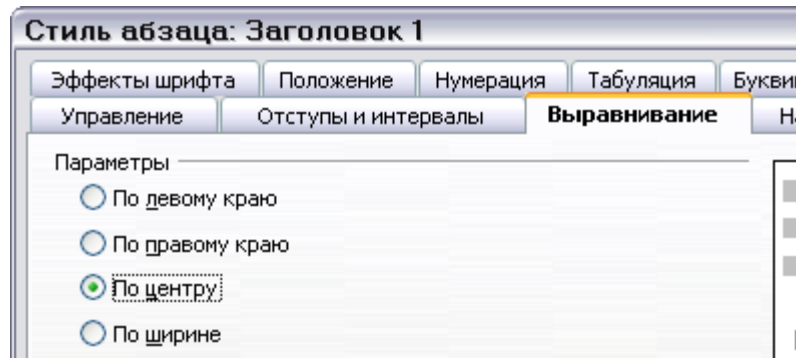 Стиль абзаца: Заголовок 1
Эффекты шрифта Положение Нумерация Табуляция
Управление Отступы и интервалы Выравнивание
Параметры
По левому краю
По правому краю
По центру
По ширине